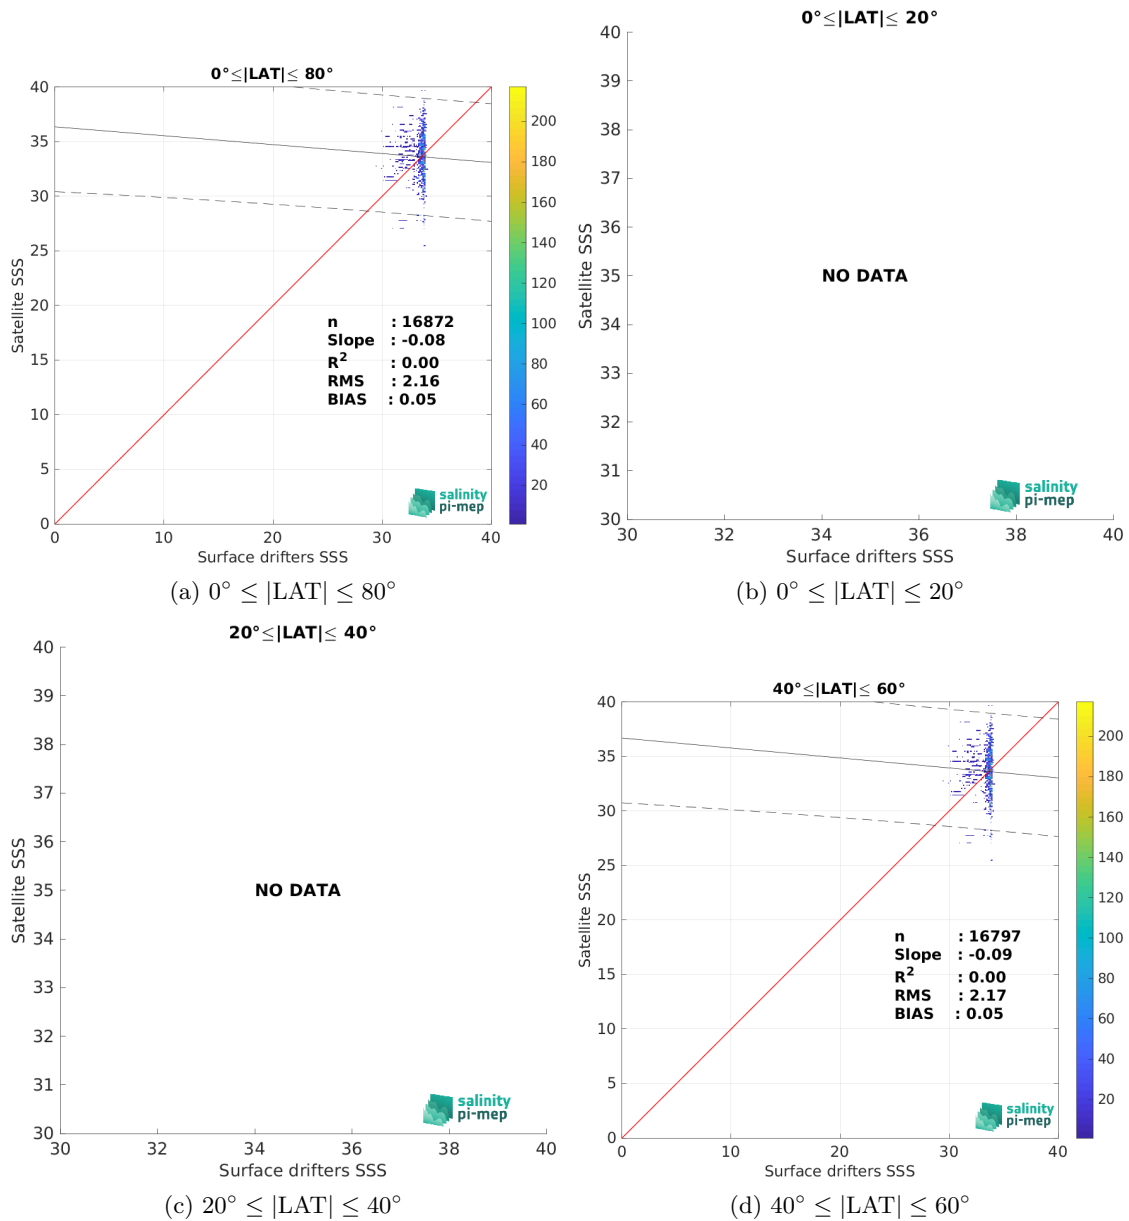 0°≤|LAT|≤ 80°
40
35
30
25
20
15
10
5
0
Satellite SSS
n : 16872
Slope : -0.08
R² : 0.00
RMS : 2.16
BIAS : 0.05
salinity
pi-mep
0 10 20 30 40
Surface drifters SSS
200
180
160
140
120
100
80
60
40
20
(a) 0° ≤ |LAT| ≤ 80°
0°≤|LAT|≤ 20°
40
39
38
37
36
35
34
33
32
31
30
Satellite SSS
NO DATA
salinity
pi-mep
30 32 34 36 38 40
Surface drifters SSS
(b) 0° ≤ |LAT| ≤ 20°
20°≤|LAT|≤ 40°
40
39
38
37
36
35
34
33
32
31
30
Satellite SSS
NO DATA
salinity
pi-mep
30 32 34 36 38 40
Surface drifters SSS
(c) 20° ≤ |LAT| ≤ 40°
40°≤|LAT|≤ 60°
40
35
30
25
20
15
10
5
0
Satellite SSS
n : 16797
Slope : -0.09
R² : 0.00
RMS : 2.17
BIAS : 0.05
salinity
pi-mep
0 10 20 30 40
Surface drifters SSS
200
180
160
140
120
100
80
60
40
20
(d) 40° ≤ |LAT| ≤ 60°